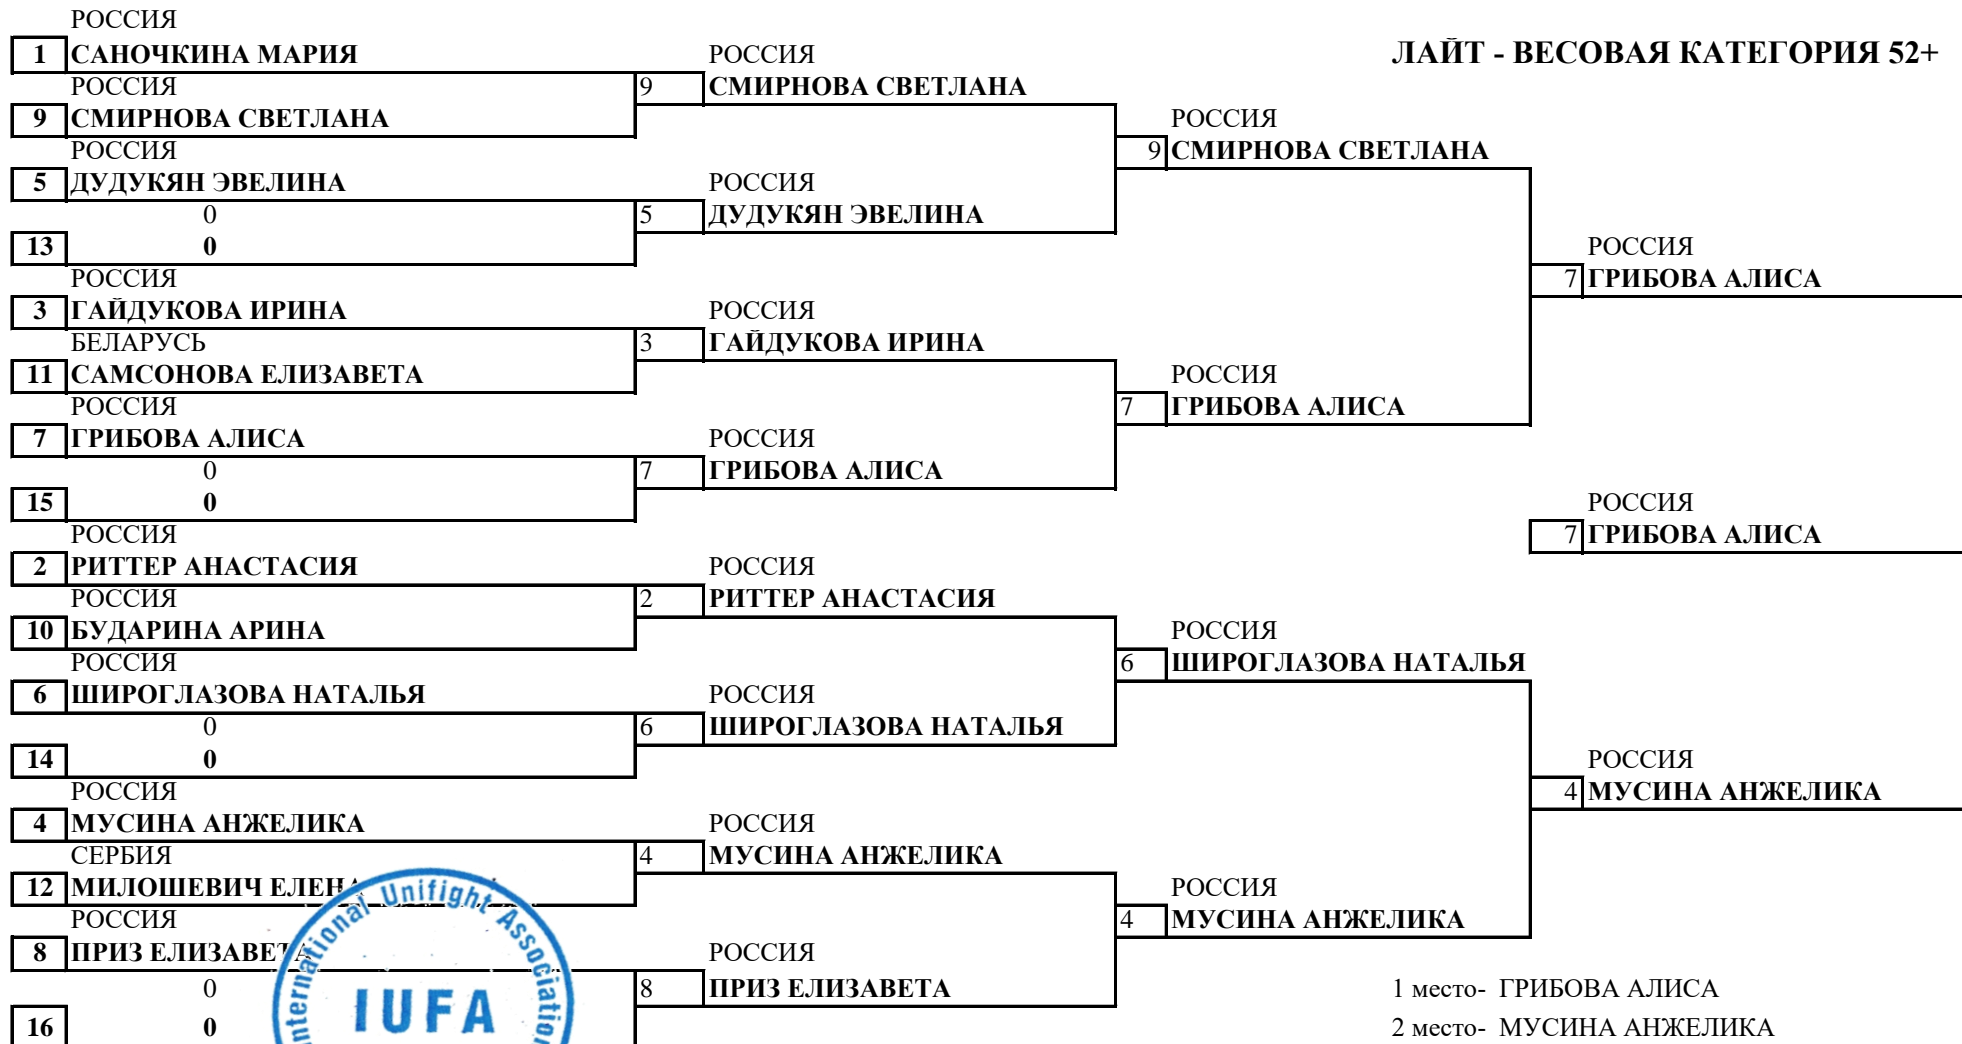 РОССИЯ
1 САНОЧКИНА МАРИЯ РОССИЯ ЛАЙТ - ВЕСОВАЯ КАТЕГОРИЯ 52+
РОССИЯ 9 СМИРНОВА СВЕТЛАНА
9 СМИРНОВА СВЕТЛАНА РОССИЯ
РОССИЯ 9 СМИРНОВА СВЕТЛАНА
5 ДУДУКЯН ЭВЕЛИНА РОССИЯ
0 5 ДУДУКЯН ЭВЕЛИНА
13 0 РОССИЯ
РОССИЯ 7 ГРИБОВА АЛИСА
3 ГАЙДУКОВА ИРИНА РОССИЯ
БЕЛАРУСЬ 3 ГАЙДУКОВА ИРИНА
11 САМСОНОВА ЕЛИЗАВЕТА РОССИЯ
РОССИЯ 7 ГРИБОВА АЛИСА
7 ГРИБОВА АЛИСА РОССИЯ
0 7 ГРИБОВА АЛИСА
15 0 РОССИЯ
РОССИЯ 7 ГРИБОВА АЛИСА
2 РИТТЕР АНАСТАСИЯ РОССИЯ
РОССИЯ 2 РИТТЕР АНАСТАСИЯ
10 БУДАРИНА АРИНА РОССИЯ
РОССИЯ 6 ШИРОГЛАЗОВА НАТАЛЬЯ
6 ШИРОГЛАЗОВА НАТАЛЬЯ РОССИЯ
0 6 ШИРОГЛАЗОВА НАТАЛЬЯ
14 0 РОССИЯ
РОССИЯ 4 МУСИНА АНЖЕЛИКА
4 МУСИНА АНЖЕЛИКА РОССИЯ
СЕРБИЯ 4 МУСИНА АНЖЕЛИКА
12 МИЛОШЕВИЧ ЕЛЕНА РОССИЯ
РОССИЯ 4 МУСИНА АНЖЕЛИКА
8 ПРИЗ ЕЛИЗАВЕТА РОССИЯ
0 8 ПРИЗ ЕЛИЗАВЕТА 1 место- ГРИБОВА АЛИСА
16 0 2 место- МУСИНА АНЖЕЛИКА
International Unifight Association
IUFA